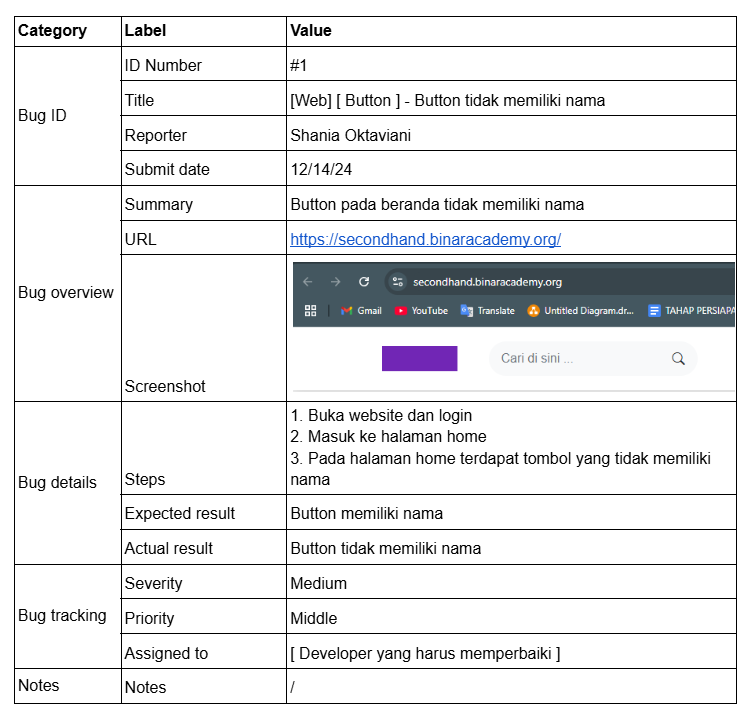 Category Label Value
Bug ID
ID Number #1
Title [Web] [ Button ] - Button tidak memiliki nama
Reporter Shania Oktaviani
Submit date 12/14/24
Bug overview
Summary Button pada beranda tidak memiliki nama
URL https://secondhand.binaracademy.org/
Screenshot
secondhand.binaracademy.org
Gmail YouTube Translate Untitled Diagram.dr... TAHAP PERSIAPA
Cari di sini ...
Bug details
Steps
1. Buka website dan login
2. Masuk ke halaman home
3. Pada halaman home terdapat tombol yang tidak memiliki
nama
Expected result Button memiliki nama
Actual result Button tidak memiliki nama
Bug tracking
Severity Medium
Priority Middle
Assigned to [ Developer yang harus memperbaiki ]
Notes Notes /